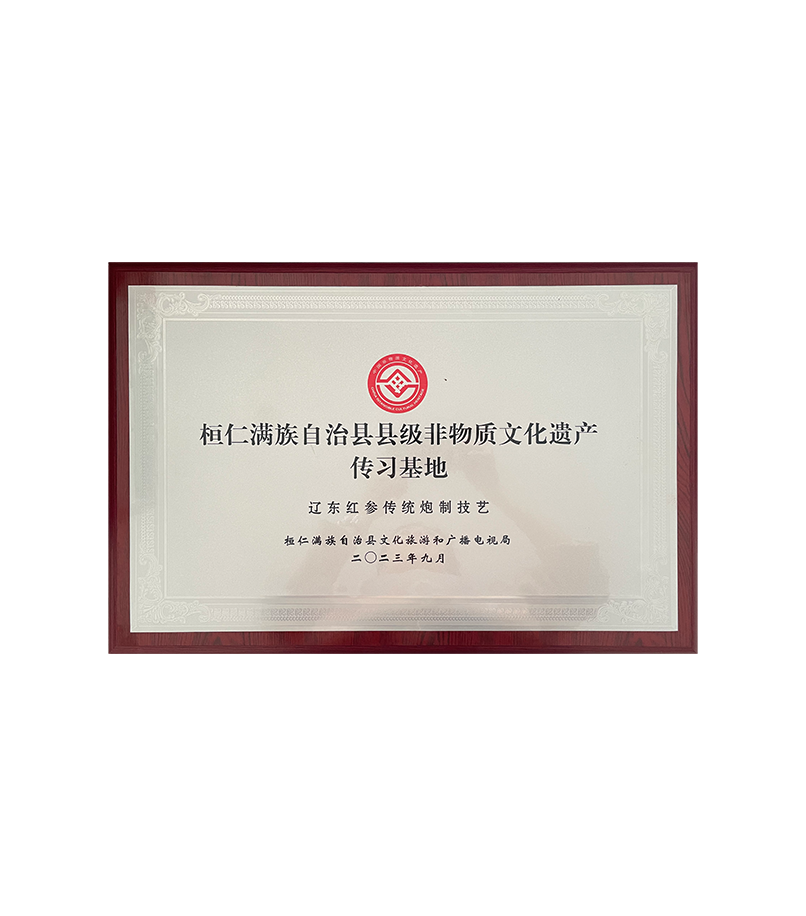 桓仁满族自治县县级非物质文化遗产
传习基地
辽东红参传统炮制技艺
桓仁满族自治县文化旅游和广播电视局
二〇二三年九月